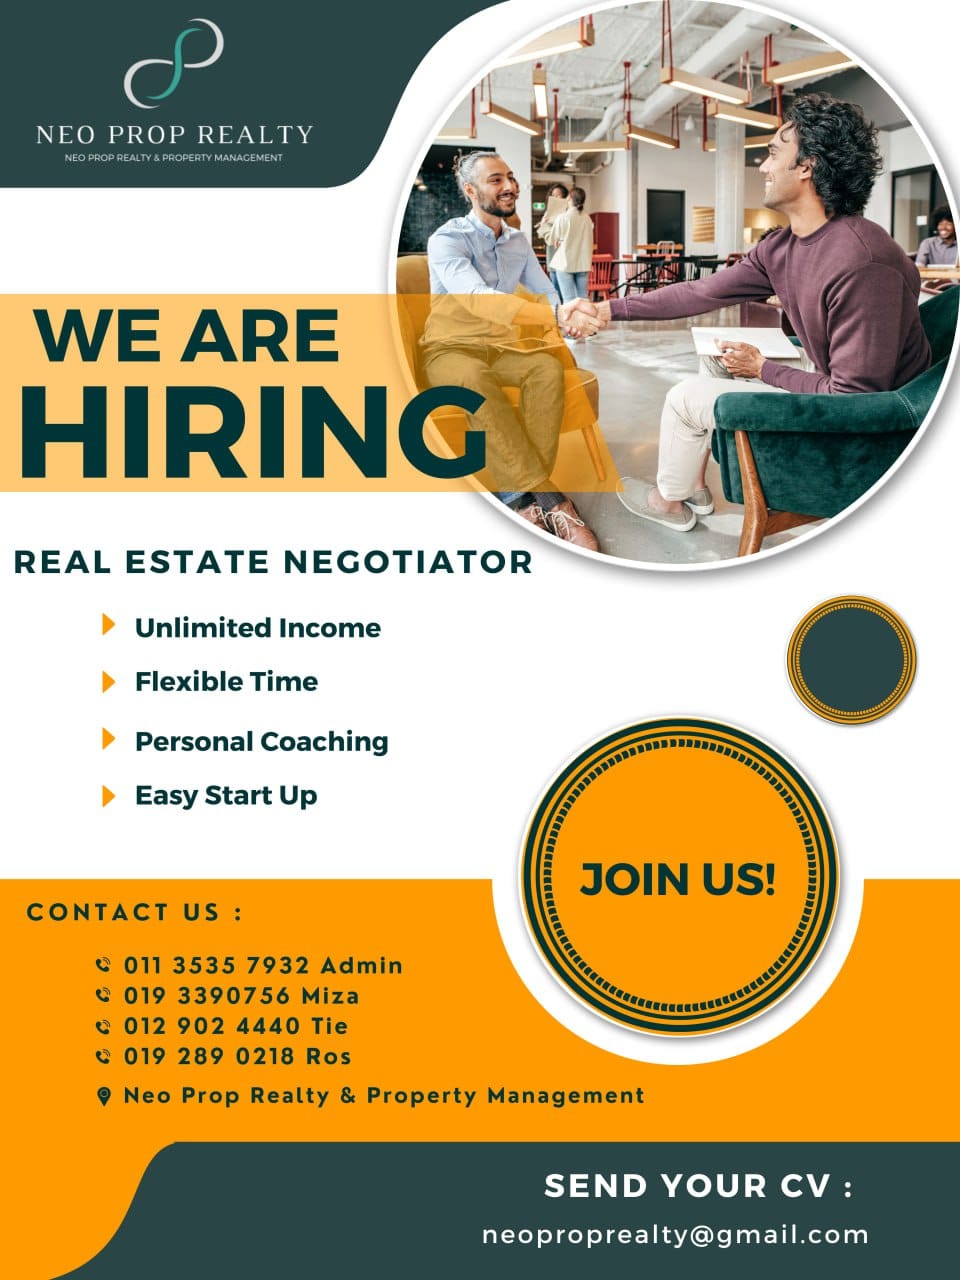 NEO PROP REALTY
NEO PROP REALTY & PROPERTY MANAGEMENT
WE ARE
HIRING
REAL ESTATE NEGOTIATOR
Unlimited Income
Flexible Time
Personal Coaching
Easy Start Up
JOIN US!
CONTACT US :
011 3535 7932 Admin
019 3390756 Miza
012 902 4440 Tie
019 289 0218 Ros
Neo Prop Realty & Property Management
SEND YOUR CV :
neoproprealty@gmail.com